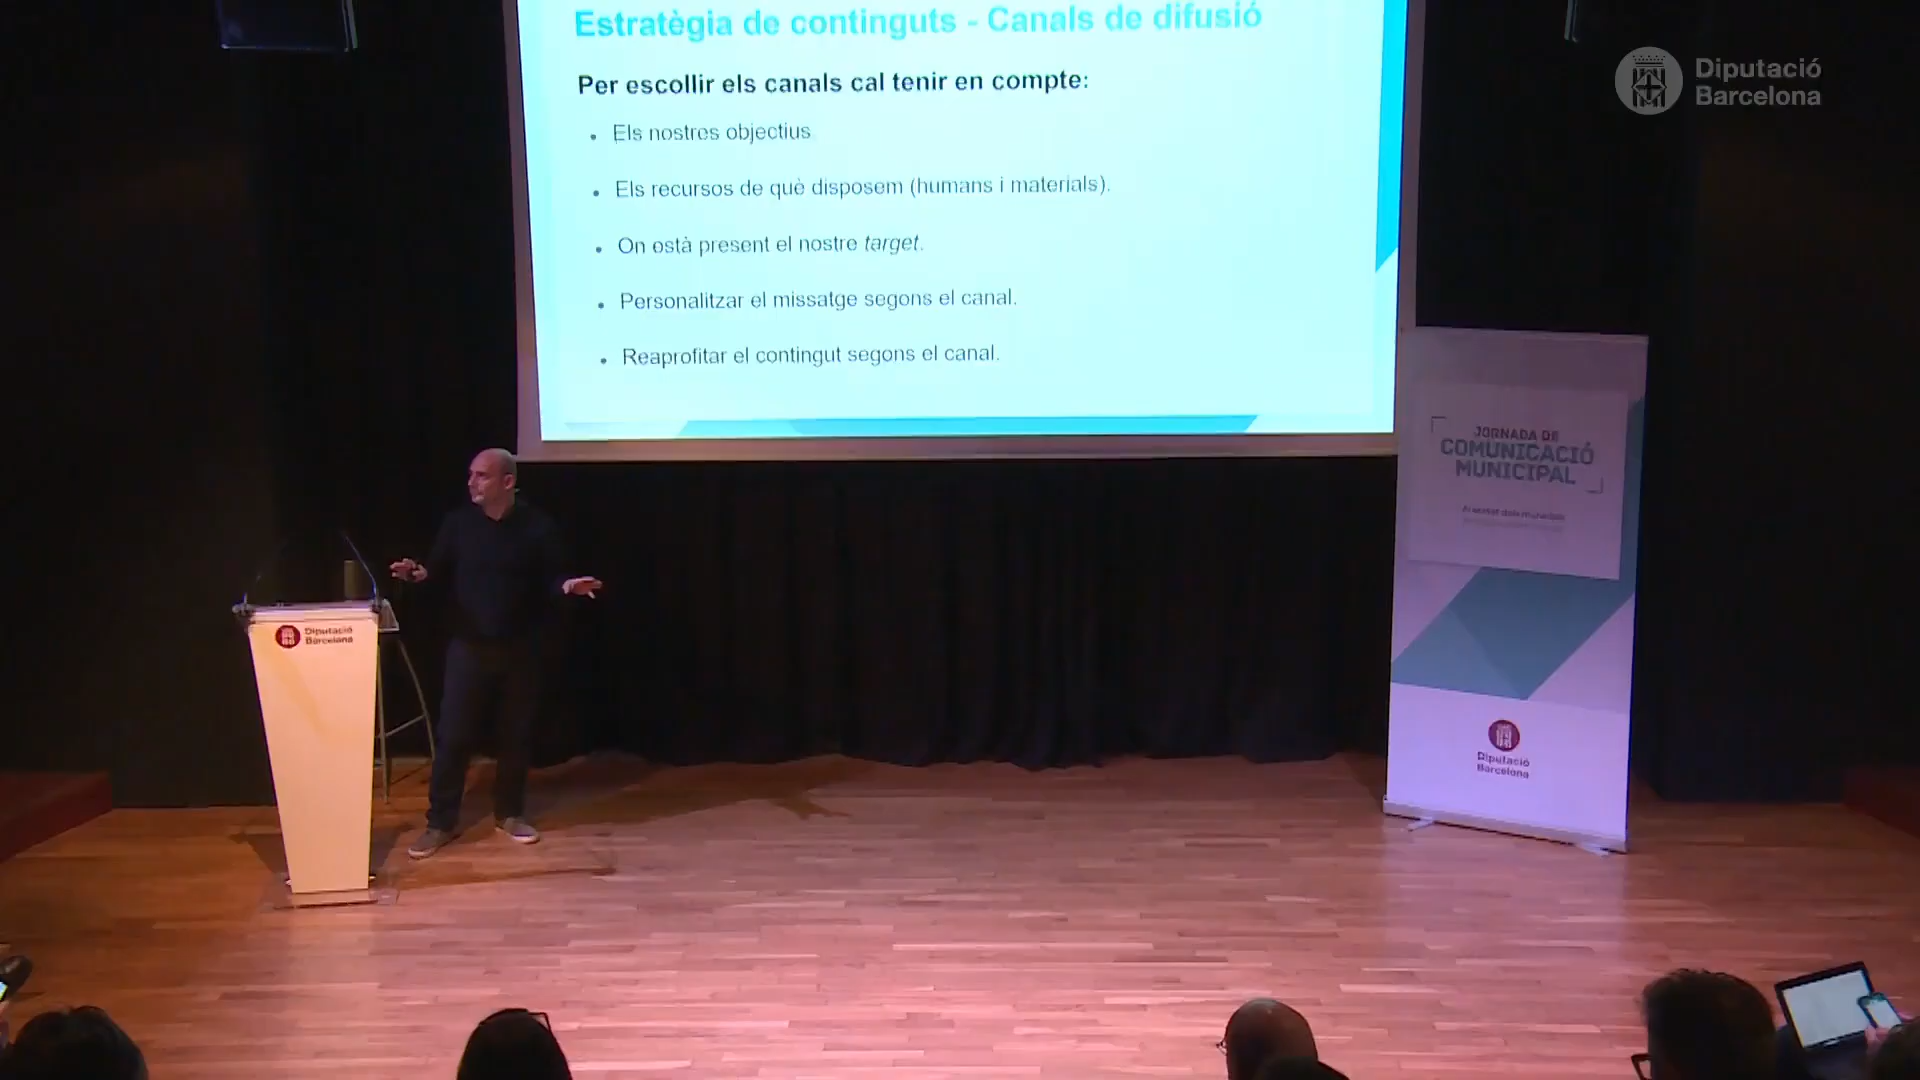 Estratègia de continguts - Canals de difusió
Per escollir els canals cal tenir en compte:
• Els nostres objectius
• Els recursos de què disposem (humans i materials).
• On està present el nostre target.
• Personalitzar el missatge segons el canal.
• Reaprofitar el contingut segons el canal.
Diputació
Barcelona
JORNADA DE
COMUNICACIÓ
MUNICIPAL
Diputació
Barcelona
Diputació
Barcelona